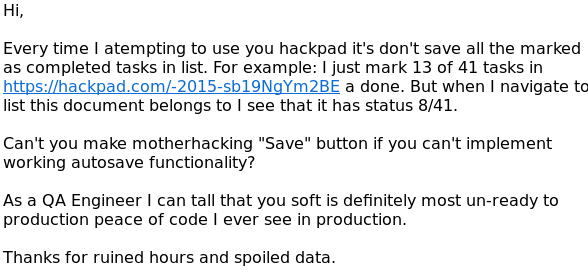 Hi,
Every time I atempting to use you hackpad it's don't save all the marked
as completed tasks in list. For example: I just mark 13 of 41 tasks in
https://hackpad.com/-2015-sb19NgYm2BE a done. But when I navigate to
list this document belongs to I see that it has status 8/41.
Can't you make motherhacking "Save" button if you can't implement
working autosave functionality?
As a QA Engineer I can tall that you soft is definitely most un-ready to
production peace of code I ever see in production.
Thanks for ruined hours and spoiled data.